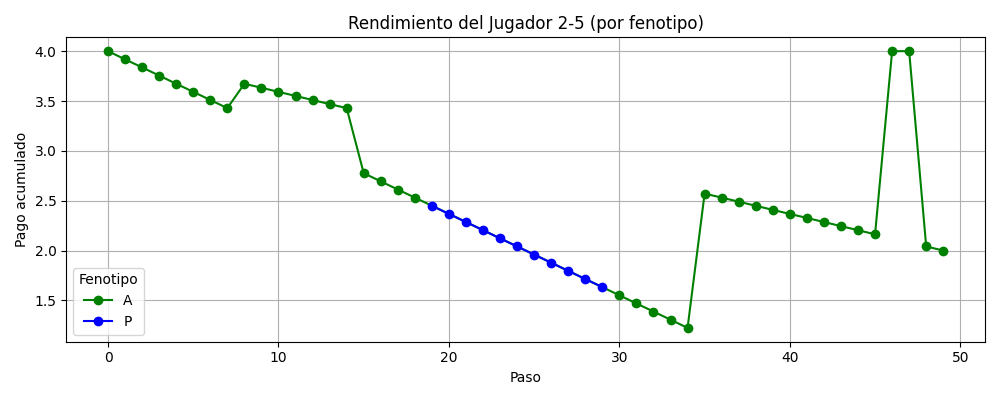 Rendimiento del Jugador 2-5 (por fenotipo)
Pago acumulado
4.0
3.5
3.0
2.5
2.0
1.5
Fenotipo
A
P
0 10 20 30 40 50
Paso